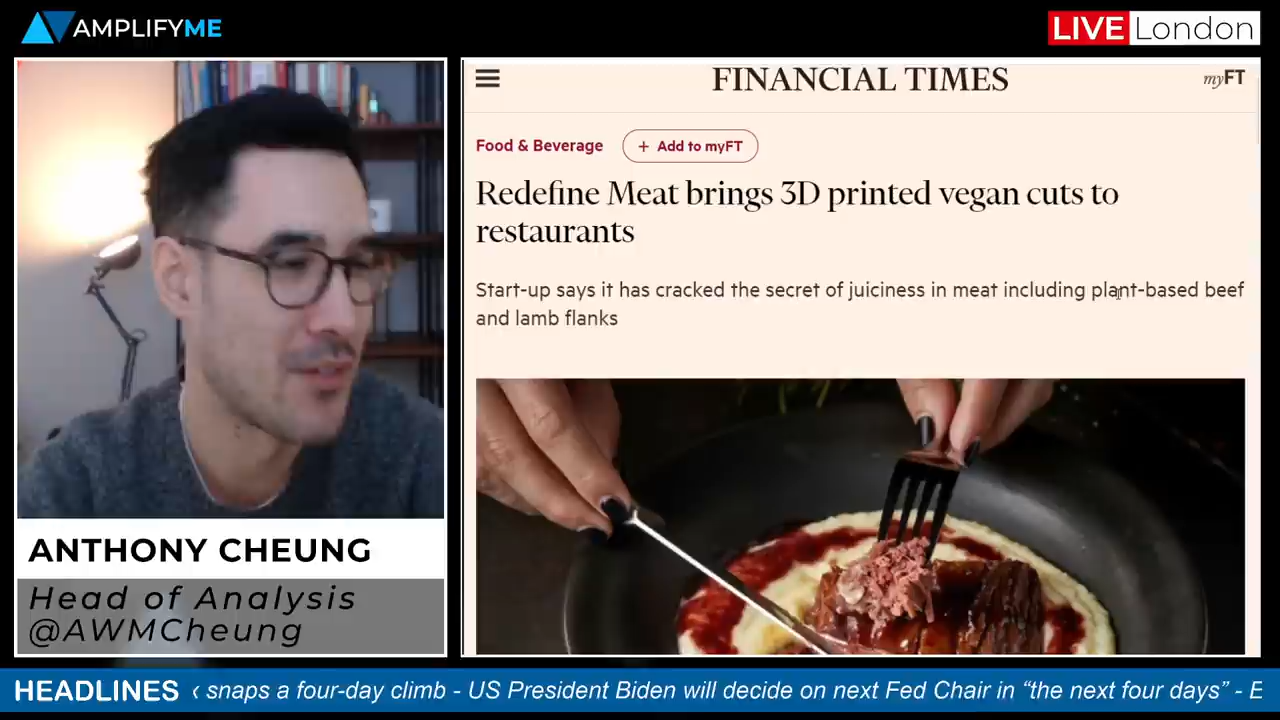 AMPLIFYME
LIVE London
FINANCIAL TIMES
myFT
Food & Beverage
+ Add to myFT
Redefine Meat brings 3D printed vegan cuts to
restaurants
Start-up says it has cracked the secret of juiciness in meat including plant-based beef
and lamb flanks
ANTHONY CHEUNG
Head of Analysis
@AWMCheung
HEADLINES
snaps a four-day climb - US President Biden will decide on next Fed Chair in “the next four days” - E